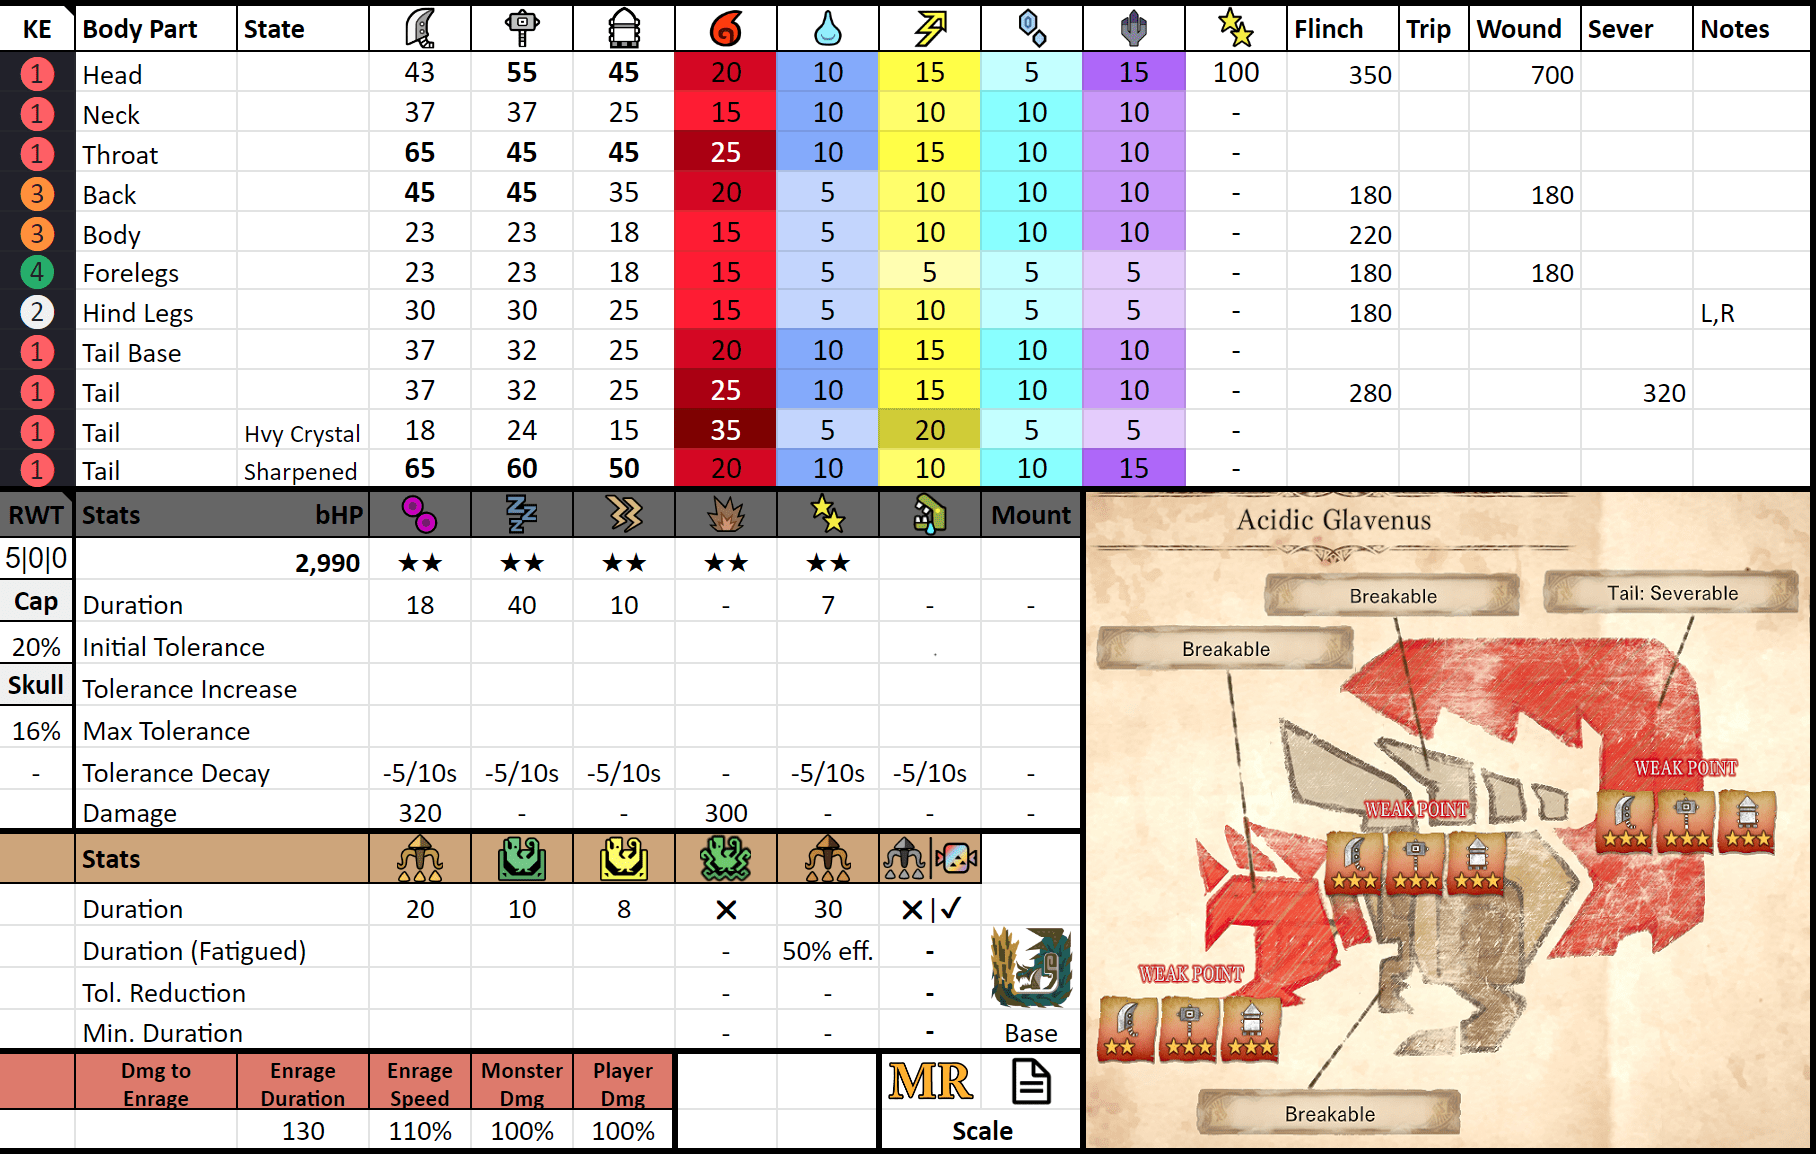 KE Body Part State Flinch Trip Wound Sever Notes
1 Head 43 55 45 20 10 15 5 15 100 350 700
1 Neck 37 37 25 15 10 10 10 10 -
1 Throat 65 45 45 25 10 15 10 10 -
3 Back 45 45 35 20 5 10 10 10 - 180 180
3 Body 23 23 18 15 5 10 10 10 - 220
4 Forelegs 23 23 18 15 5 5 5 5 - 180 180
2 Hind Legs 30 30 25 15 5 10 5 5 - 180 L,R
1 Tail Base 37 32 25 20 10 15 10 10 -
1 Tail 37 32 25 25 10 15 10 10 - 280 320
1 Tail Hvy Crystal 18 24 15 35 5 20 5 5 -
1 Tail Sharpened 65 60 50 20 10 10 10 15 -
RWT Stats bHP Mount
5|0|0 2,990 ★★ ★★ ★★ ★★ ★★
Cap Duration 18 40 10 - 7 - -
20% Initial Tolerance
Skull Tolerance Increase
16% Max Tolerance
- Tolerance Decay -5/10s -5/10s -5/10s - -5/10s -5/10s -
Damage 320 - - 300 - - -
Stats
Duration 20 10 8 ✕ 30 ✕|✓
Duration (Fatigued) - 50% eff. -
Tol. Reduction - - -
Min. Duration - - - Base
Dmg to Enrage Enrage Duration Enrage Speed Monster Dmg Player Dmg MR
130 110% 100% 100% Scale
Acidic Glavenus
Breakable
Tail: Severable
Breakable
WEAK POINT
WEAK POINT
WEAK POINT
Breakable